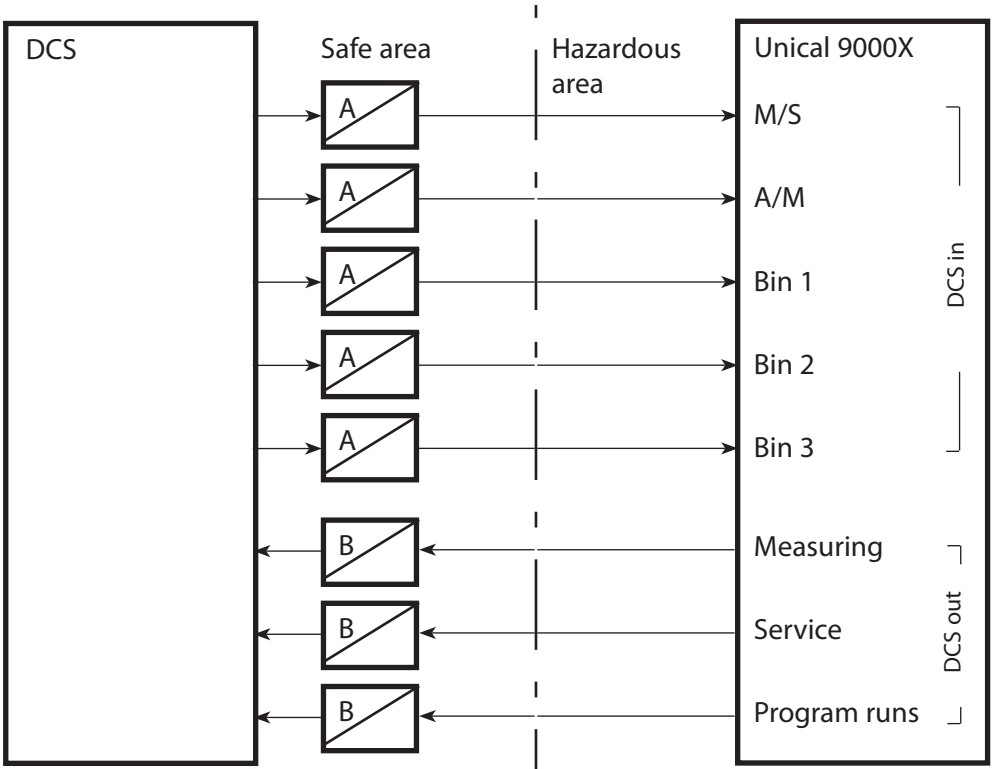 DCS
Safe area
Hazardous
area
Unical 9000X
A
M/S
A
A/M
A
Bin 1
DCS in
A
Bin 2
A
Bin 3
B
Measuring
B
Service
DCS out
B
Program runs